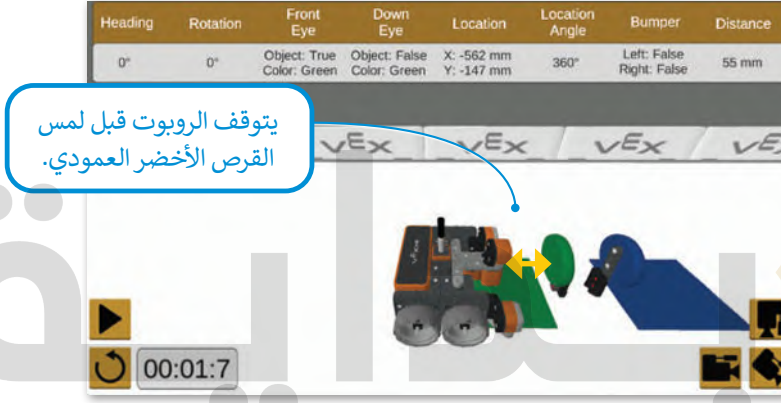 Heading Rotation Front Eye Down Eye Location Location Angle Bumper Distance
0° 0° Object: True Color: Green Object: False Color: Green X: -562 mm Y: -147 mm 360° Left: False Right: False 55 mm
يتوقف الروبوت قبل لمس
القرص الأخضر العمودي.
vex vex vex vex
vex
00:01:7
بداية